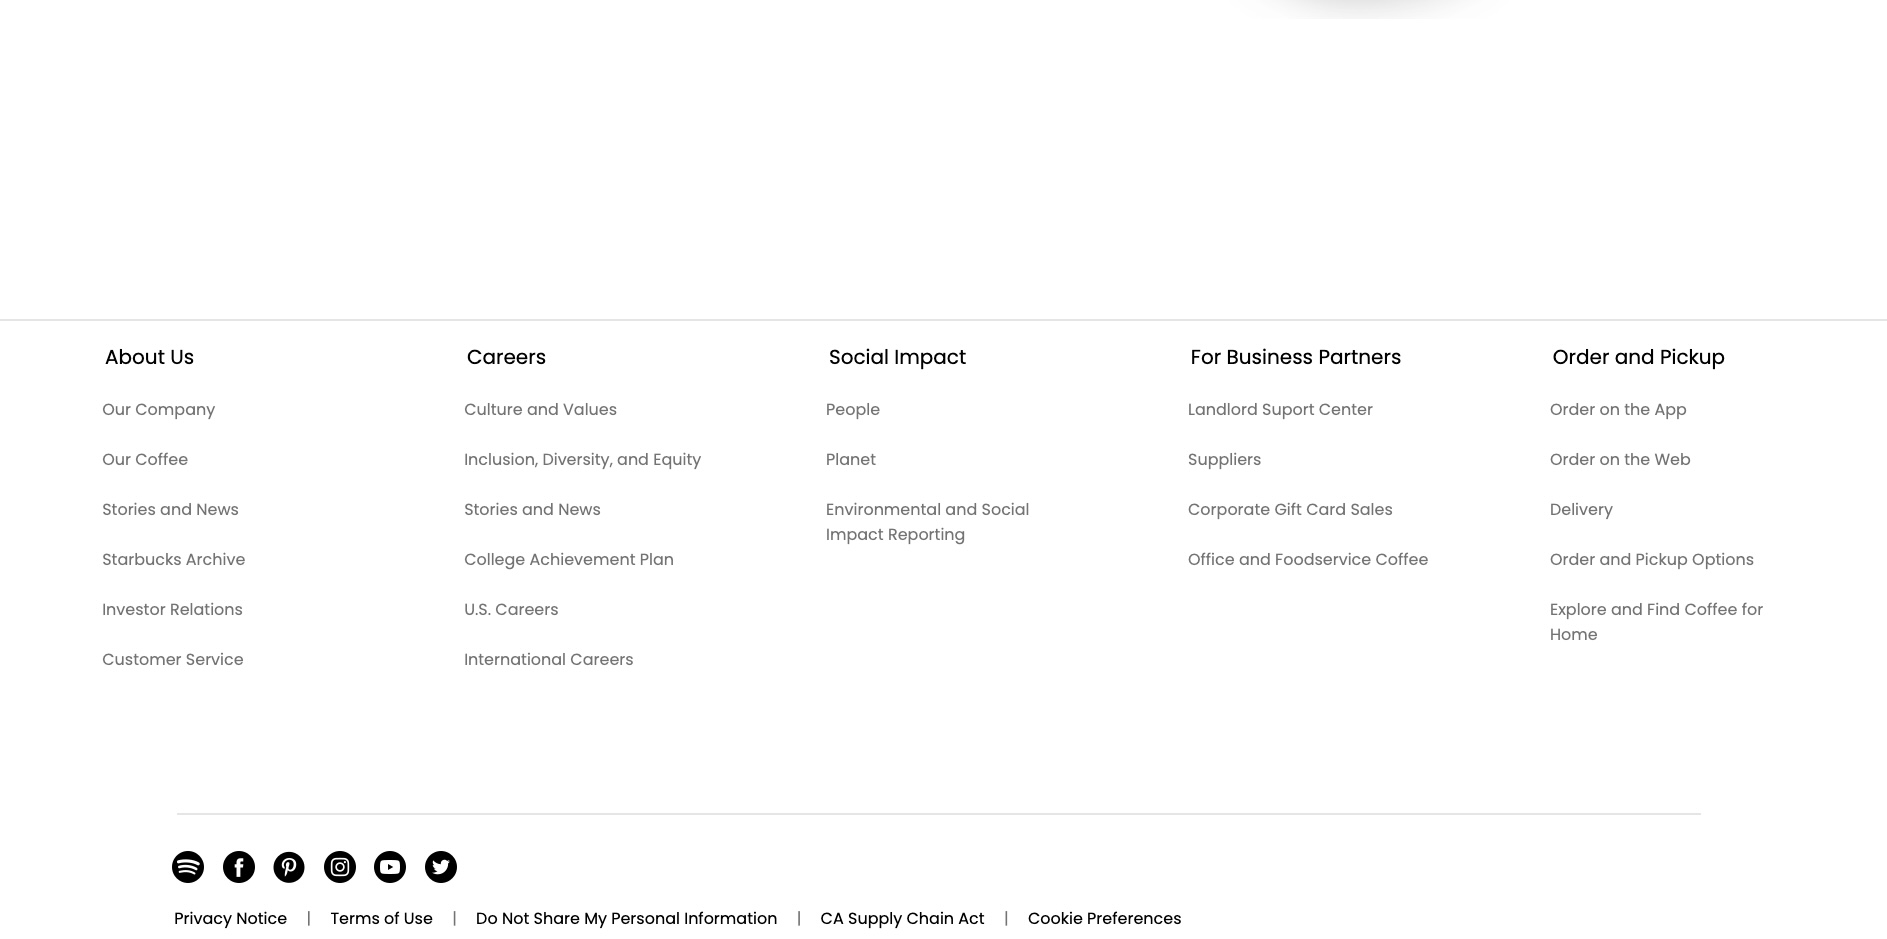 About Us
Our Company
Our Coffee
Stories and News
Starbucks Archive
Investor Relations
Customer Service
Careers
Culture and Values
Inclusion, Diversity, and Equity
Stories and News
College Achievement Plan
U.S. Careers
International Careers
Social Impact
People
Planet
Environmental and Social
Impact Reporting
For Business Partners
Landlord Suport Center
Suppliers
Corporate Gift Card Sales
Office and Foodservice Coffee
Order and Pickup
Order on the App
Order on the Web
Delivery
Order and Pickup Options
Explore and Find Coffee for
Home
Privacy Notice | Terms of Use | Do Not Share My Personal Information | CA Supply Chain Act | Cookie Preferences